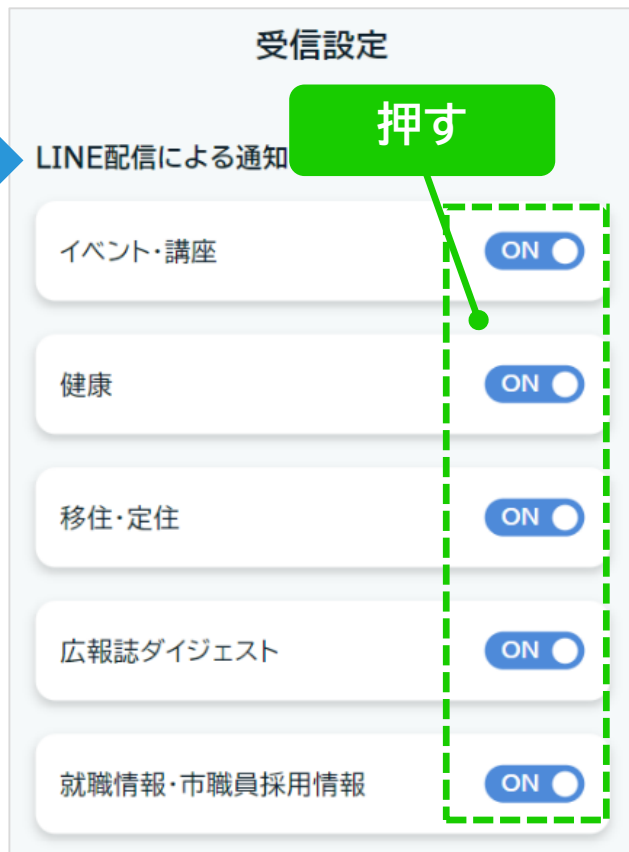 受信設定
押す
LINE配信による通知
イベント・講座 ON
健康 ON
移住・定住 ON
広報誌ダイジェスト ON
就職情報・市職員採用情報 ON